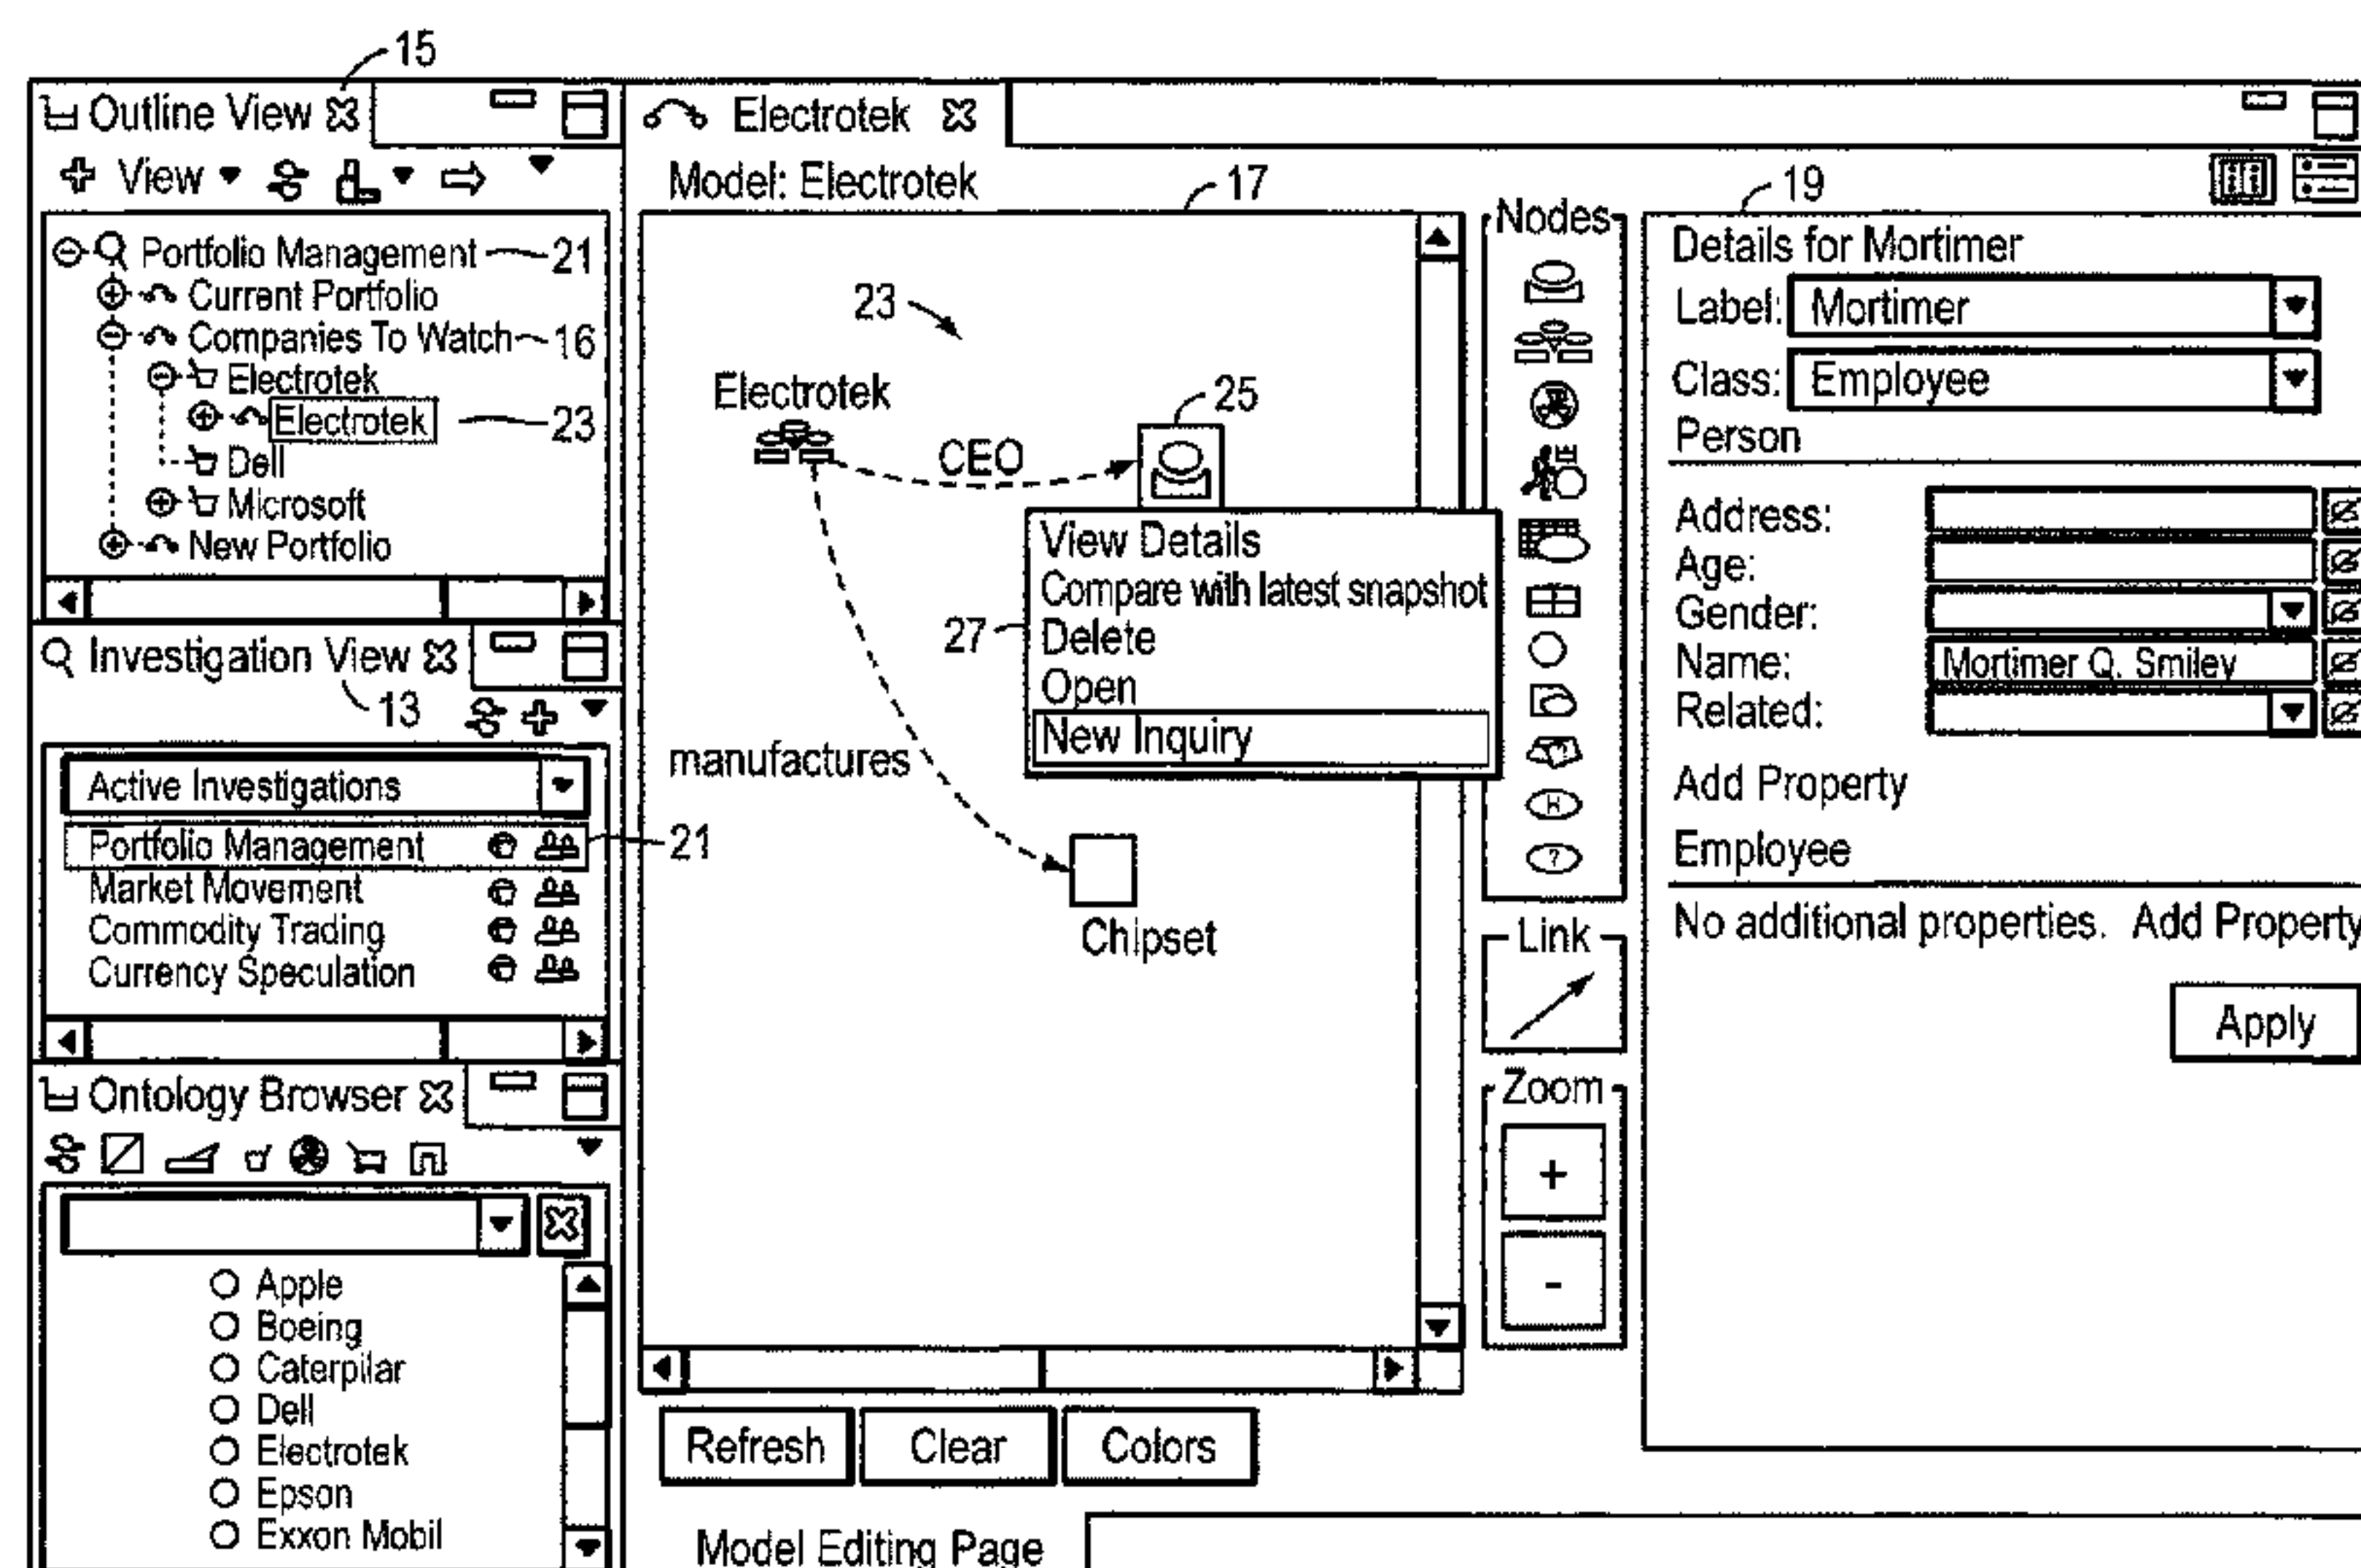 15
Outline View
View
Portfolio Management 21
Current Portfolio
Companies To Watch 16
Electrotek
Electrotek 23
Dell
Microsoft
New Portfolio
Investigation View
13
Active Investigations
Portfolio Management 21
Market Movement
Commodity Trading
Currency Speculation
Ontology Browser
Apple
Boeing
Caterpilar
Dell
Electrotek
Epson
Exxon Mobil
Electrotek
Model: Electrotek
17
23
Electrotek
25
CEO
View Details
Compare with latest snapshot
27
Delete
Open
New Inquiry
manufactures
Chipset
Refresh Clear Colors
Model Editing Page
Nodes
H
?
Link
Zoom
+
-
19
Details for Mortimer
Label: Mortimer
Class: Employee
Person
Address:
Age:
Gender:
Name: Mortimer Q. Smiley
Related:
Add Property
Employee
No additional properties. Add Property
Apply